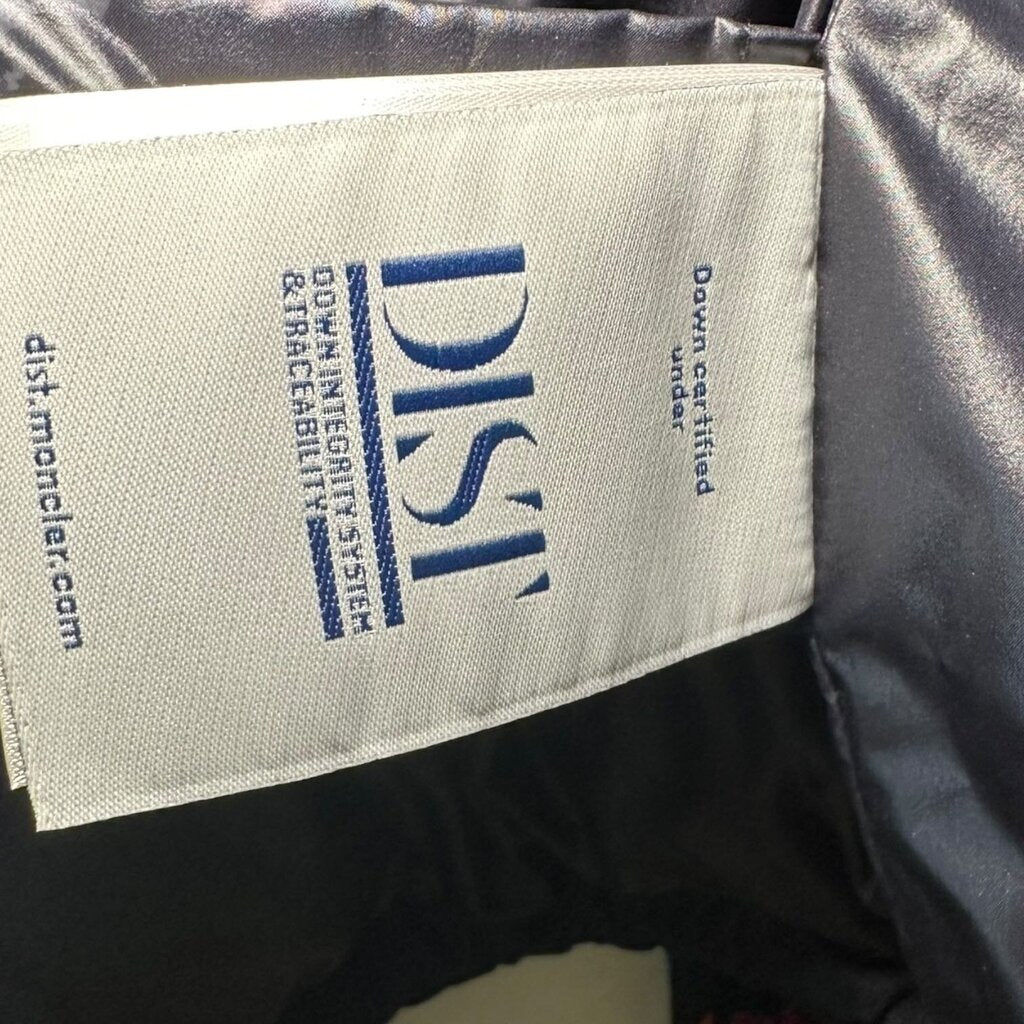 Down certified
under
DIST
DOWN INTEGRITY SYSTEM
& TRACEABILITY
dist.moncler.com